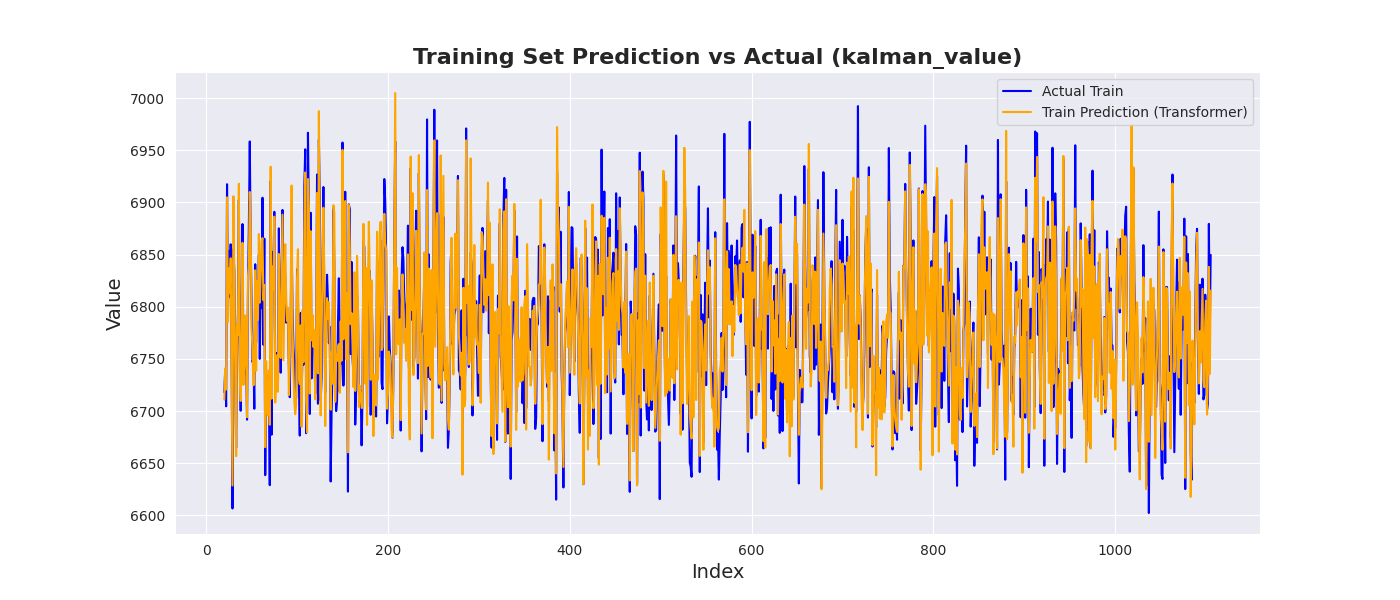 Training Set Prediction vs Actual (kalman_value)
Actual Train
Train Prediction (Transformer)
7000
6950
6900
6850
6800
6750
6700
6650
6600
Value
0 200 400 600 800 1000
Index